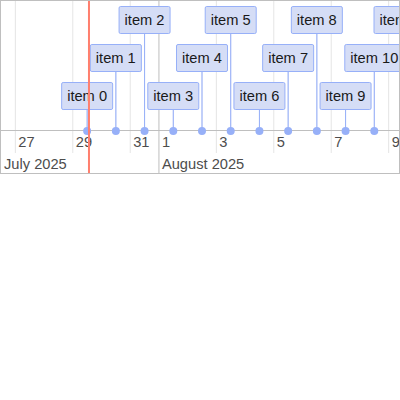 item 2 item 5 item 8
item 1 item 4 item 7 item 10
item 0 item 3 item 6 item 9
27 29 31 1 3 5 7 9
July 2025 August 2025